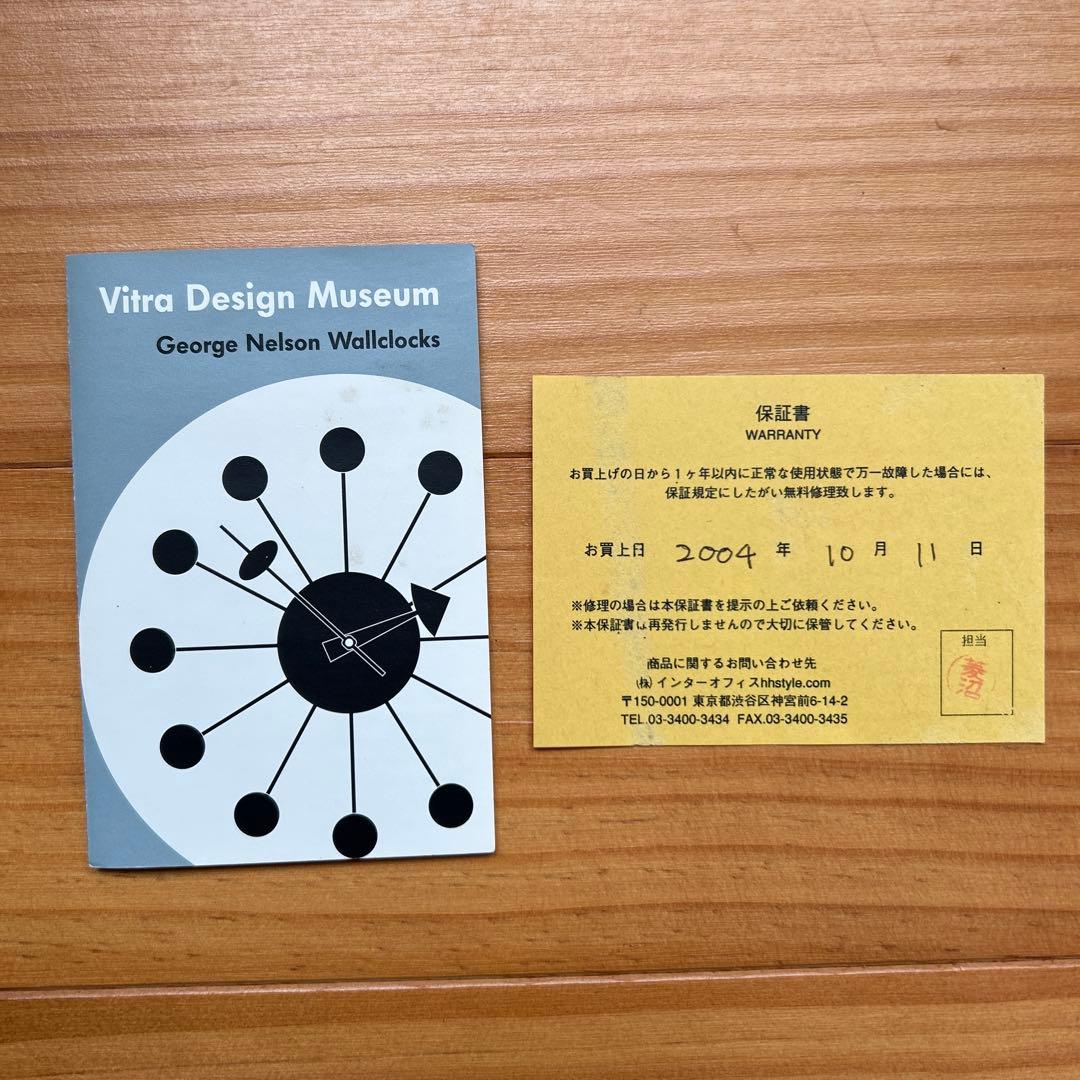 Vitra Design Museum
George Nelson Wallclocks
保証書
WARRANTY
お買上げの日から1ヶ年以内に正常な使用状態で万一故障した場合には、
保証規定にしたがい無料修理致します。
お買上日 2004 年 10 月 11 日
※修理の場合は本保証書を提示の上ご依頼ください。
※本保証書は再発行しませんので大切に保管してください。
担当
菱沼
商品に関するお問い合わせ先
(株)インターオフィスhhstyle.com
〒150-0001 東京都渋谷区神宮前6-14-2
TEL.03-3400-3434 FAX.03-3400-3435